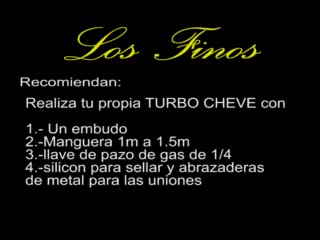 Los Finos
Recomiendan:
Realiza tu propia TURBO CHEVE con
1.- Un embudo
2.-Manguera 1m a 1.5m
3.-llave de pazo de gas de 1/4
4.-silicon para sellar y abrazaderas
de metal para las uniones